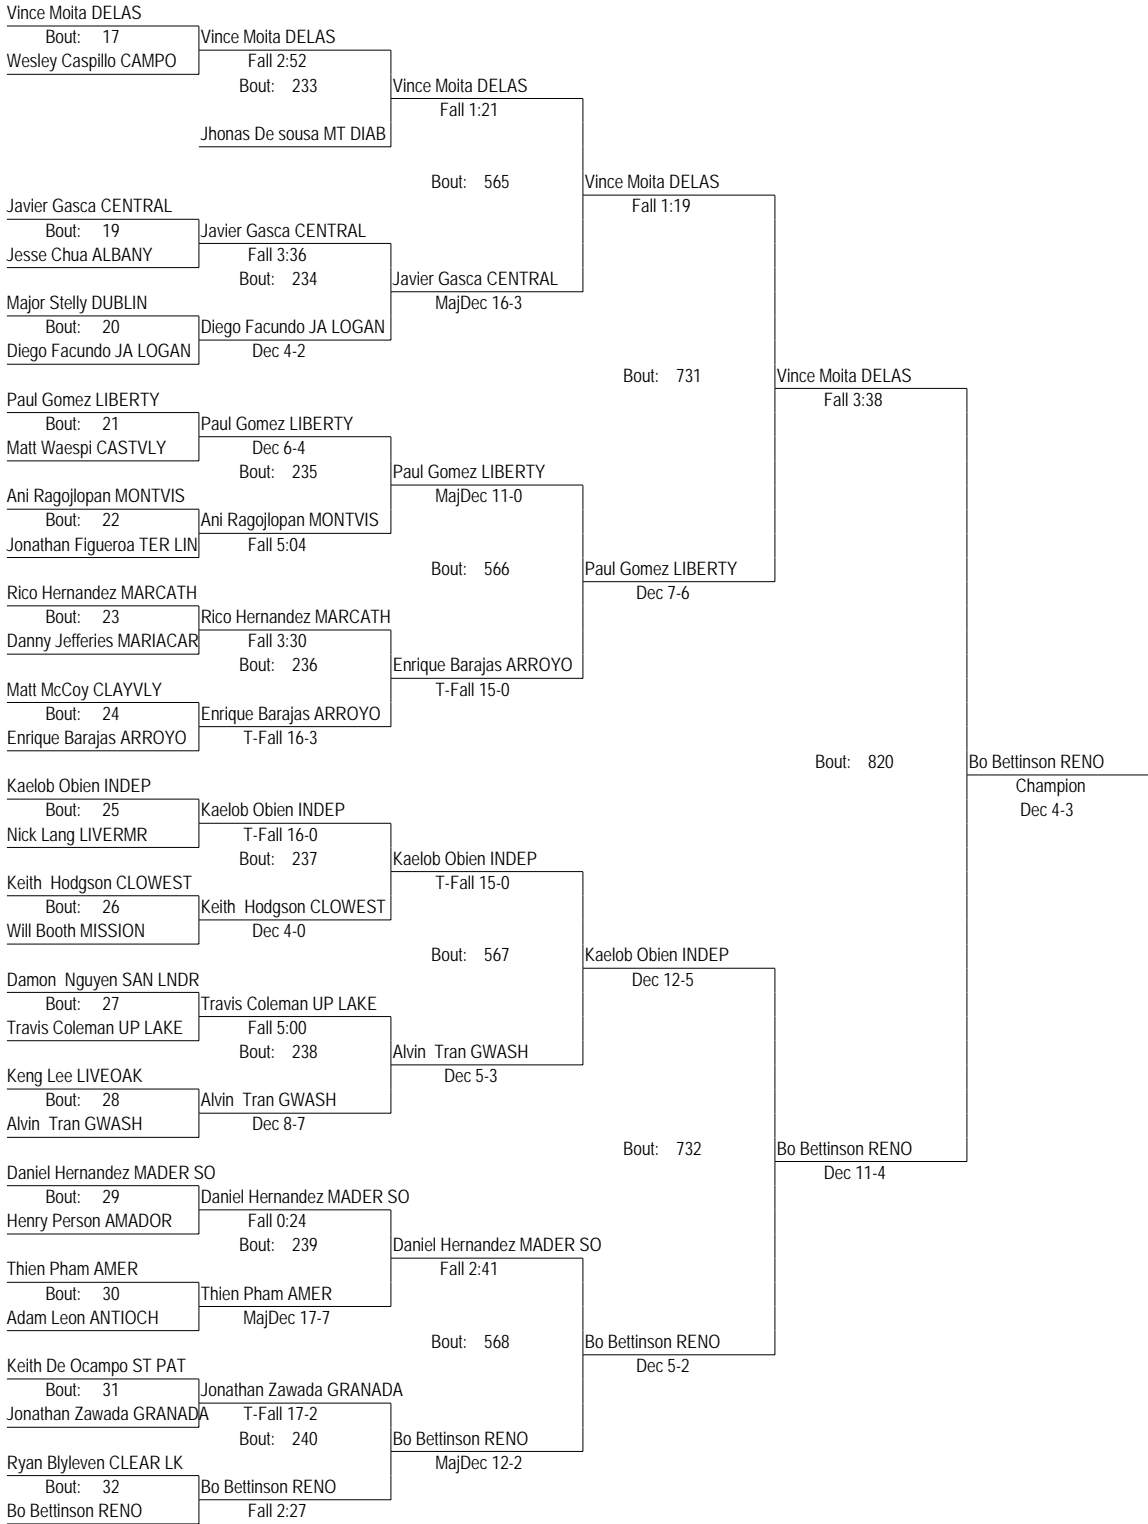 Vince Moita DELAS
Bout: 17
Vince Moita DELAS
Wesley Caspillo CAMPO
Fall 2:52
Bout: 233
Vince Moita DELAS
Fall 1:21
Jhonas De sousa MT DIAB
Bout: 565
Vince Moita DELAS
Fall 1:19
Javier Gasca CENTRAL
Bout: 19
Javier Gasca CENTRAL
Jesse Chua ALBANY
Fall 3:36
Bout: 234
Javier Gasca CENTRAL
MajDec 16-3
Major Stelly DUBLIN
Bout: 20
Diego Facundo JA LOGAN
Diego Facundo JA LOGAN
Dec 4-2
Bout: 731
Vince Moita DELAS
Fall 3:38
Paul Gomez LIBERTY
Bout: 21
Paul Gomez LIBERTY
Matt Waespi CASTVLY
Dec 6-4
Bout: 235
Paul Gomez LIBERTY
MajDec 11-0
Ani Ragojlopan MONTVIS
Bout: 22
Ani Ragojlopan MONTVIS
Jonathan Figueroa TER LIN
Fall 5:04
Bout: 566
Paul Gomez LIBERTY
Dec 7-6
Rico Hernandez MARCATH
Bout: 23
Rico Hernandez MARCATH
Danny Jefferies MARIACAR
Fall 3:30
Bout: 236
Enrique Barajas ARROYO
T-Fall 15-0
Matt McCoy CLAYVLY
Bout: 24
Enrique Barajas ARROYO
Enrique Barajas ARROYO
T-Fall 16-3
Bout: 820
Bo Bettinson RENO
Champion
Dec 4-3
Kaelob Obien INDEP
Bout: 25
Kaelob Obien INDEP
Nick Lang LIVERMR
T-Fall 16-0
Bout: 237
Kaelob Obien INDEP
T-Fall 15-0
Keith Hodgson CLOWEST
Bout: 26
Keith Hodgson CLOWEST
Will Booth MISSION
Dec 4-0
Bout: 567
Kaelob Obien INDEP
Dec 12-5
Damon Nguyen SAN LNDR
Bout: 27
Travis Coleman UP LAKE
Travis Coleman UP LAKE
Fall 5:00
Bout: 238
Alvin Tran GWASH
Dec 5-3
Keng Lee LIVEOAK
Bout: 28
Alvin Tran GWASH
Alvin Tran GWASH
Dec 8-7
Bout: 732
Bo Bettinson RENO
Dec 11-4
Daniel Hernandez MADER SO
Bout: 29
Daniel Hernandez MADER SO
Henry Person AMADOR
Fall 0:24
Bout: 239
Daniel Hernandez MADER SO
Fall 2:41
Thien Pham AMER
Bout: 30
Thien Pham AMER
Adam Leon ANTIOCH
MajDec 17-7
Bout: 568
Bo Bettinson RENO
Dec 5-2
Keith De Ocampo ST PAT
Bout: 31
Jonathan Zawada GRANADA
Jonathan Zawada GRANADA
T-Fall 17-2
Bout: 240
Bo Bettinson RENO
MajDec 12-2
Ryan Blyleven CLEAR LK
Bout: 32
Bo Bettinson RENO
Bo Bettinson RENO
Fall 2:27